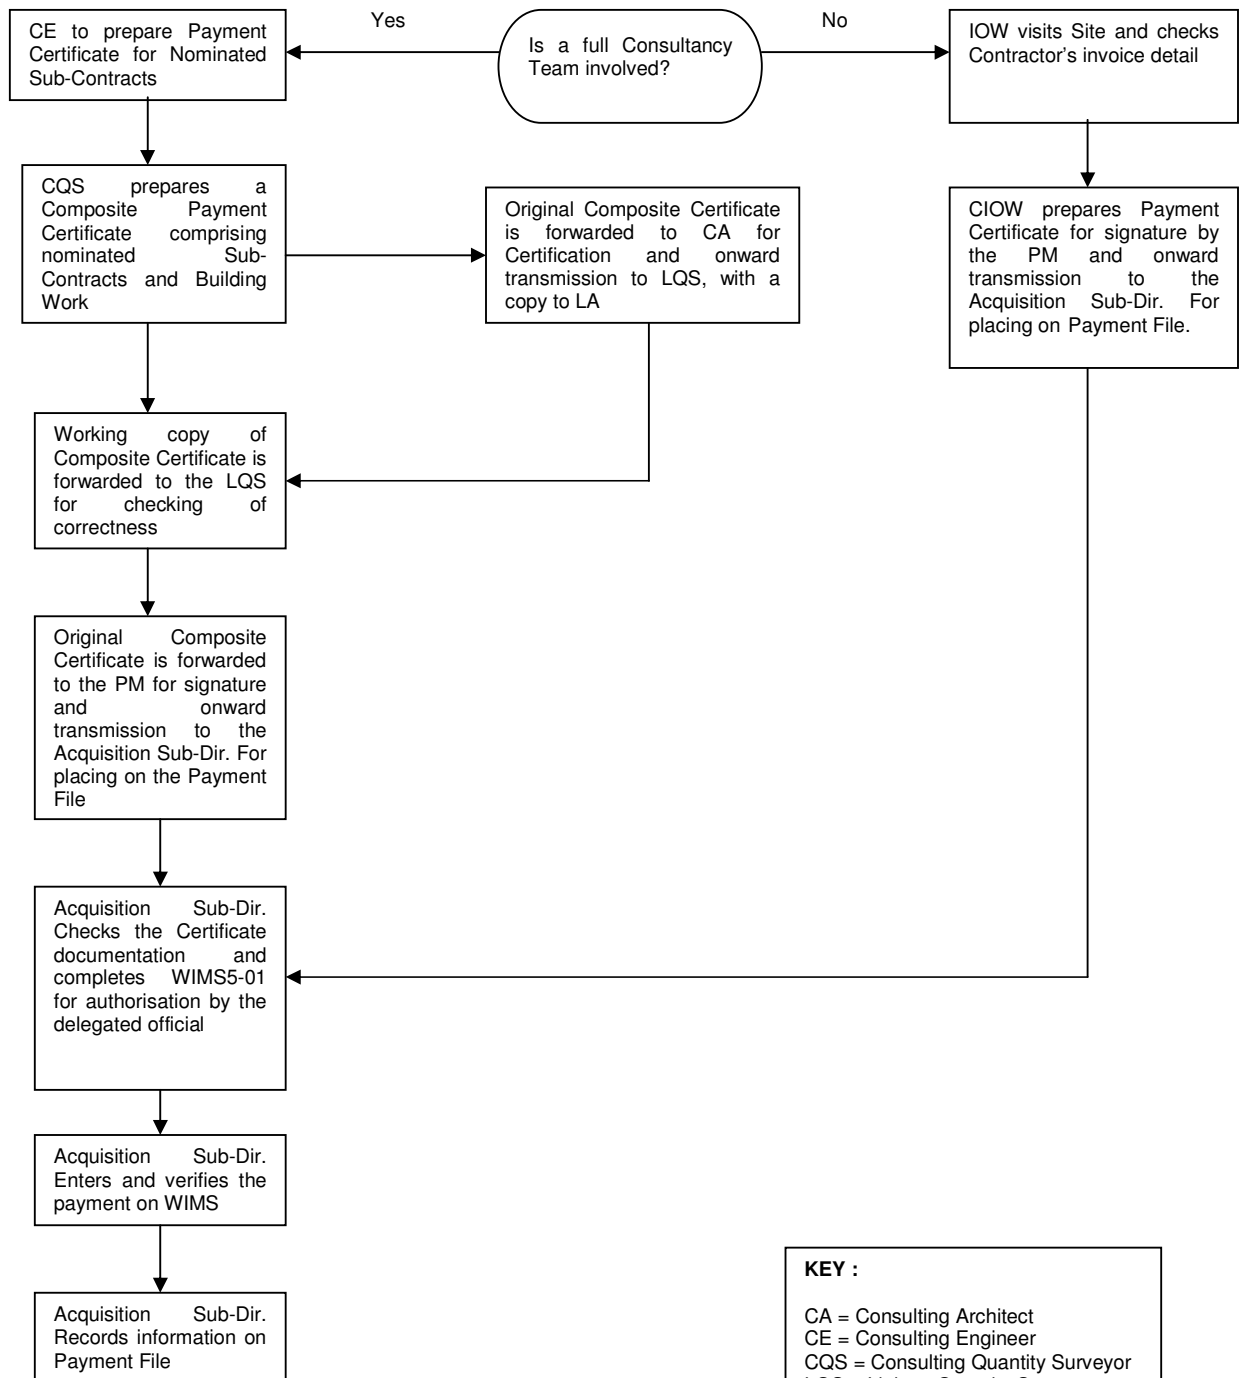 Yes
No
CE to prepare Payment
Certificate for Nominated
Sub-Contracts
Is a full Consultancy
Team involved?
IOW visits Site and checks
Contractor's invoice detail
CQS prepares a
Composite Payment
Certificate comprising
nominated Sub-
Contracts and Building
Work
Original Composite Certificate
is forwarded to CA for
Certification and onward
transmission to LQS, with a
copy to LA
CIOW prepares Payment
Certificate for signature by
the PM and onward
transmission to the
Acquisition Sub-Dir. For
placing on Payment File.
Working copy of
Composite Certificate is
forwarded to the LQS
for checking of
correctness
Original Composite
Certificate is forwarded
to the PM for signature
and onward
transmission to the
Acquisition Sub-Dir. For
placing on the Payment
File
Acquisition Sub-Dir.
Checks the Certificate
documentation and
completes WIMS5-01
for authorisation by the
delegated official
Acquisition Sub-Dir.
Enters and verifies the
payment on WIMS
Acquisition Sub-Dir.
Records information on
Payment File
KEY :
CA = Consulting Architect
CE = Consulting Engineer
CQS = Consulting Quantity Surveyor